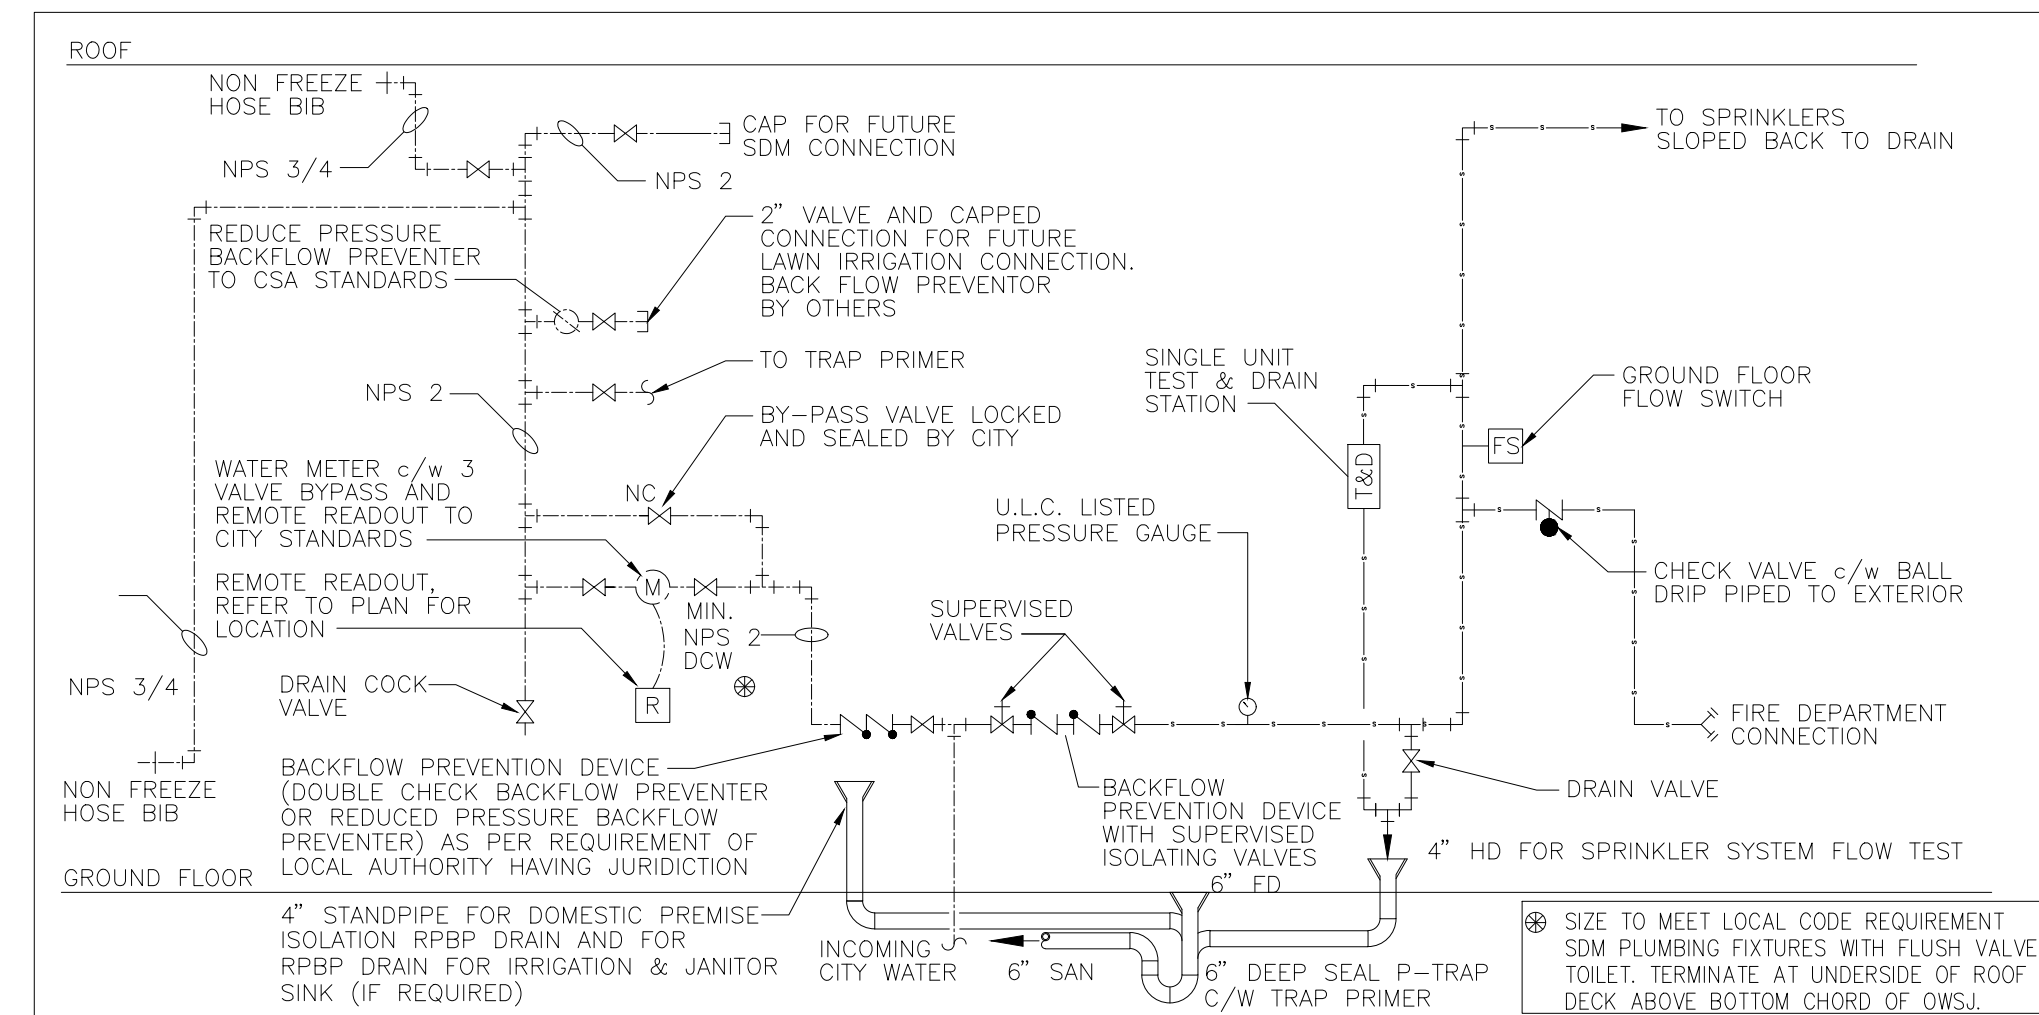 ROOF
NON FREEZE
HOSE BIB
NPS 3/4
CAP FOR FUTURE
SDM CONNECTION
NPS 2
TO SPRINKLERS
SLOPED BACK TO DRAIN
REDUCE PRESSURE
BACKFLOW PREVENTER
TO CSA STANDARDS
2" VALVE AND CAPPED
CONNECTION FOR FUTURE
LAWN IRRIGATION CONNECTION.
BACK FLOW PREVENTOR
BY OTHERS
TO TRAP PRIMER
NPS 2
BY-PASS VALVE LOCKED
AND SEALED BY CITY
SINGLE UNIT
TEST & DRAIN
STATION
GROUND FLOOR
FLOW SWITCH
FS
T&D
WATER METER c/w 3
VALVE BYPASS AND
REMOTE READOUT TO
CITY STANDARDS
NC
U.L.C. LISTED
PRESSURE GAUGE
CHECK VALVE c/w BALL
DRIP PIPED TO EXTERIOR
REMOTE READOUT,
REFER TO PLAN FOR
LOCATION
M
MIN.
NPS 2
DCW
SUPERVISED
VALVES
NPS 3/4
DRAIN COCK
VALVE
R
FIRE DEPARTMENT
CONNECTION
NON FREEZE
HOSE BIB
BACKFLOW PREVENTION DEVICE
(DOUBLE CHECK BACKFLOW PREVENTER
OR REDUCED PRESSURE BACKFLOW
PREVENTER) AS PER REQUIREMENT OF
LOCAL AUTHORITY HAVING JURIDICTION
BACKFLOW
PREVENTION DEVICE
WITH SUPERVISED
ISOLATING VALVES
DRAIN VALVE
4" HD FOR SPRINKLER SYSTEM FLOW TEST
GROUND FLOOR
6" FD
4" STANDPIPE FOR DOMESTIC PREMISE
ISOLATION RPBP DRAIN AND FOR
RPBP DRAIN FOR IRRIGATION & JANITOR
SINK (IF REQUIRED)
INCOMING
CITY WATER
6" SAN
6" DEEP SEAL P-TRAP
C/W TRAP PRIMER
SIZE TO MEET LOCAL CODE REQUIREMENT
SDM PLUMBING FIXTURES WITH FLUSH VALVE
TOILET. TERMINATE AT UNDERSIDE OF ROOF
DECK ABOVE BOTTOM CHORD OF OWSJ.